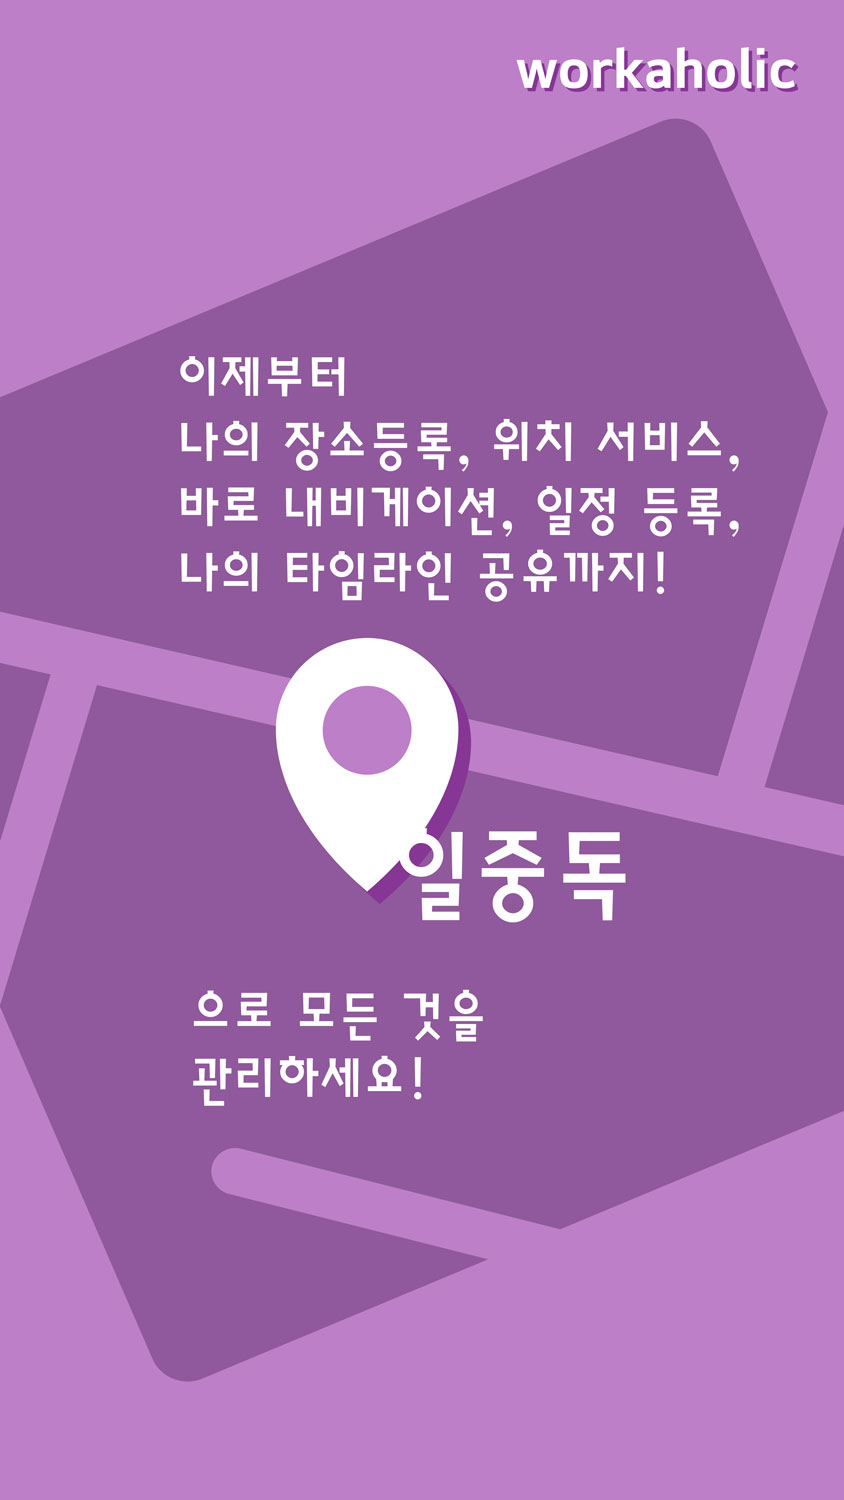 workaholic
이제부터
나의 장소등록, 위치 서비스,
바로 내비게이션, 일정 등록,
나의 타임라인 공유까지!
일중독
으로 모든 것을
관리하세요!